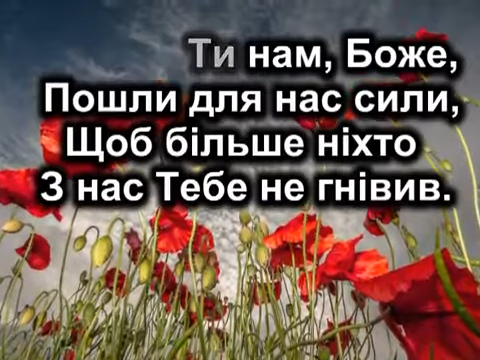 Ти нам, Боже,
Пошли для нас сили,
Щоб більше ніхто
З нас Тебе не гнівив.